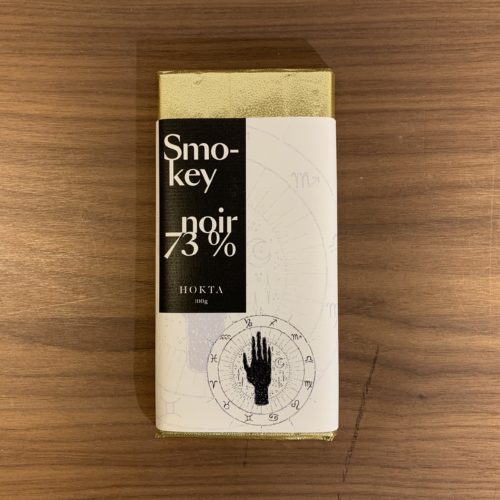 Smo-
key
noir
73 %
HOKTA
100g